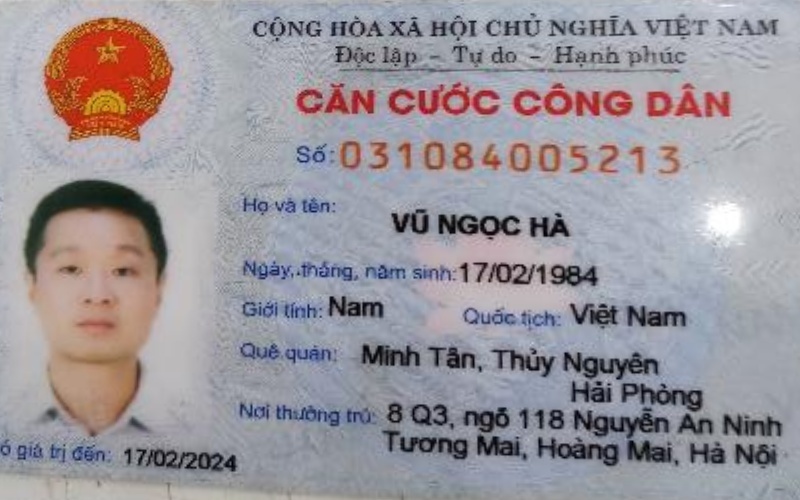 CỘNG HÒA XÃ HỘI CHỦ NGHĨA VIỆT NAM
Độc lập - Tự do - Hạnh phúc
CĂN CƯỚC CÔNG DÂN
Số: 031084005213
Họ và tên: VŨ NGỌC HÀ
Ngày, tháng, năm sinh: 17/02/1984
Giới tính: Nam Quốc tịch: Việt Nam
Quê quán: Minh Tân, Thủy Nguyên
Hải Phòng
Nơi thường trú: 8 Q3, ngõ 118 Nguyễn An Ninh
Tương Mai, Hoàng Mai, Hà Nội
ó giá trị đến: 17/02/2024